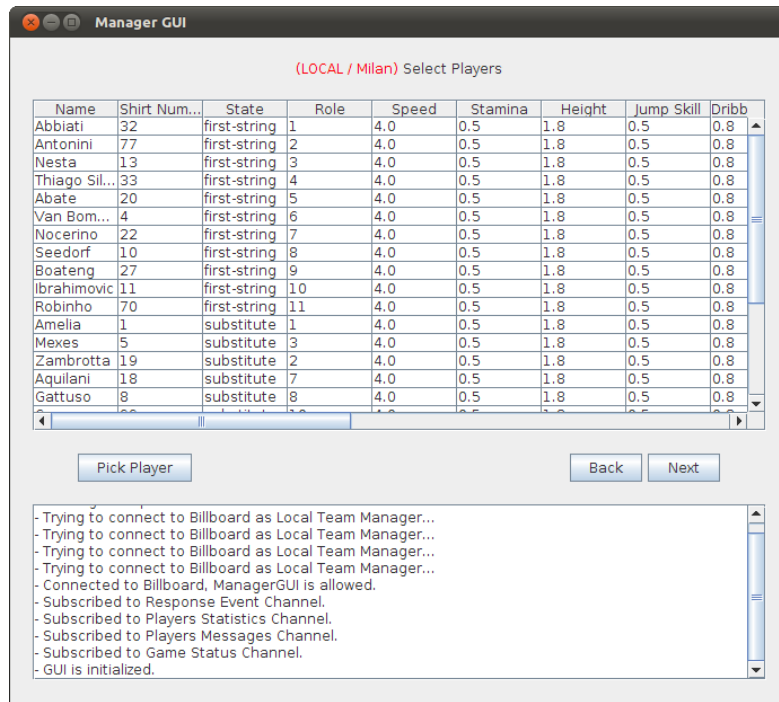 Manager GUI
(LOCAL / Milan) Select Players
Name Shirt Num... State Role Speed Stamina Height Jump Skill Dribb
Abbiati 32 first-string 1 4.0 0.5 1.8 0.5 0.8
Antonini 77 first-string 2 4.0 0.5 1.8 0.5 0.8
Nesta 13 first-string 3 4.0 0.5 1.8 0.5 0.8
Thiago Sil... 33 first-string 4 4.0 0.5 1.8 0.5 0.8
Abate 20 first-string 5 4.0 0.5 1.8 0.5 0.8
Van Bom... 4 first-string 6 4.0 0.5 1.8 0.5 0.8
Nocerino 22 first-string 7 4.0 0.5 1.8 0.5 0.8
Seedorf 10 first-string 8 4.0 0.5 1.8 0.5 0.8
Boateng 27 first-string 9 4.0 0.5 1.8 0.5 0.8
Ibrahimovic 11 first-string 10 4.0 0.5 1.8 0.5 0.8
Robinho 70 first-string 11 4.0 0.5 1.8 0.5 0.8
Amelia 1 substitute 1 4.0 0.5 1.8 0.5 0.8
Mexes 5 substitute 3 4.0 0.5 1.8 0.5 0.8
Zambrotta 19 substitute 2 4.0 0.5 1.8 0.5 0.8
Aquilani 18 substitute 7 4.0 0.5 1.8 0.5 0.8
Gattuso 8 substitute 8 4.0 0.5 1.8 0.5 0.8
Pick Player Back Next
- Trying to connect to Billboard as Local Team Manager...
- Trying to connect to Billboard as Local Team Manager...
- Trying to connect to Billboard as Local Team Manager...
- Trying to connect to Billboard as Local Team Manager...
- Connected to Billboard, ManagerGUI is allowed.
- Subscribed to Response Event Channel.
- Subscribed to Players Statistics Channel.
- Subscribed to Players Messages Channel.
- Subscribed to Game Status Channel.
- GUI is initialized.